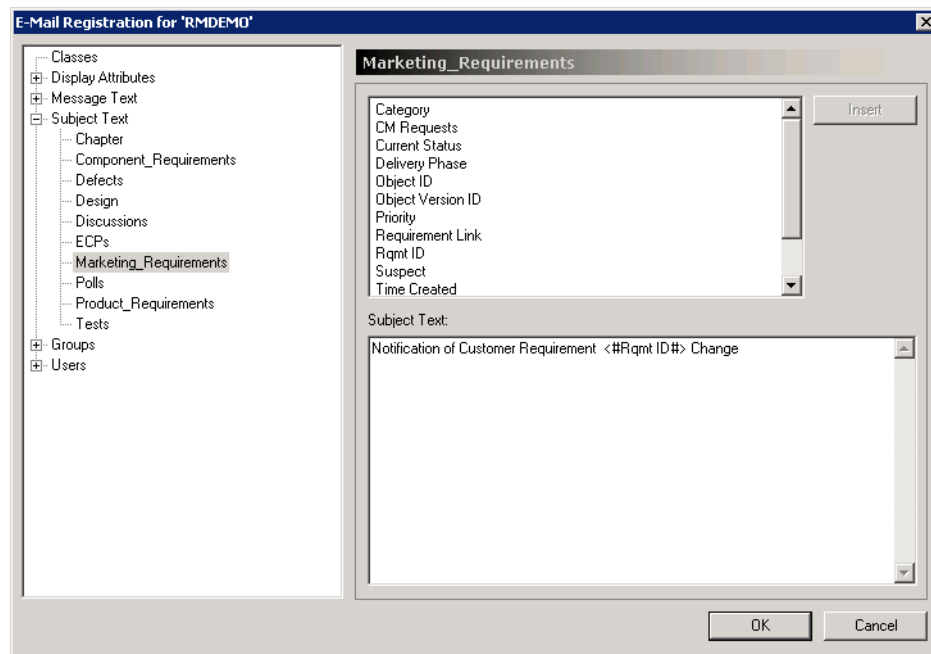 E-Mail Registration for 'RMDEMO'
Classes
Display Attributes
Message Text
Subject Text
Chapter
Component_Requirements
Defects
Design
Discussions
ECPs
Marketing_Requirements
Polls
Product_Requirements
Tests
Groups
Users
Marketing_Requirements
Category
CM Requests
Current Status
Delivery Phase
Object ID
Object Version ID
Priority
Requirement Link
Rqmt ID
Suspect
Time Created
Insert
Subject Text:
Notification of Customer Requirement <#Rqmt ID#> Change
OK
Cancel